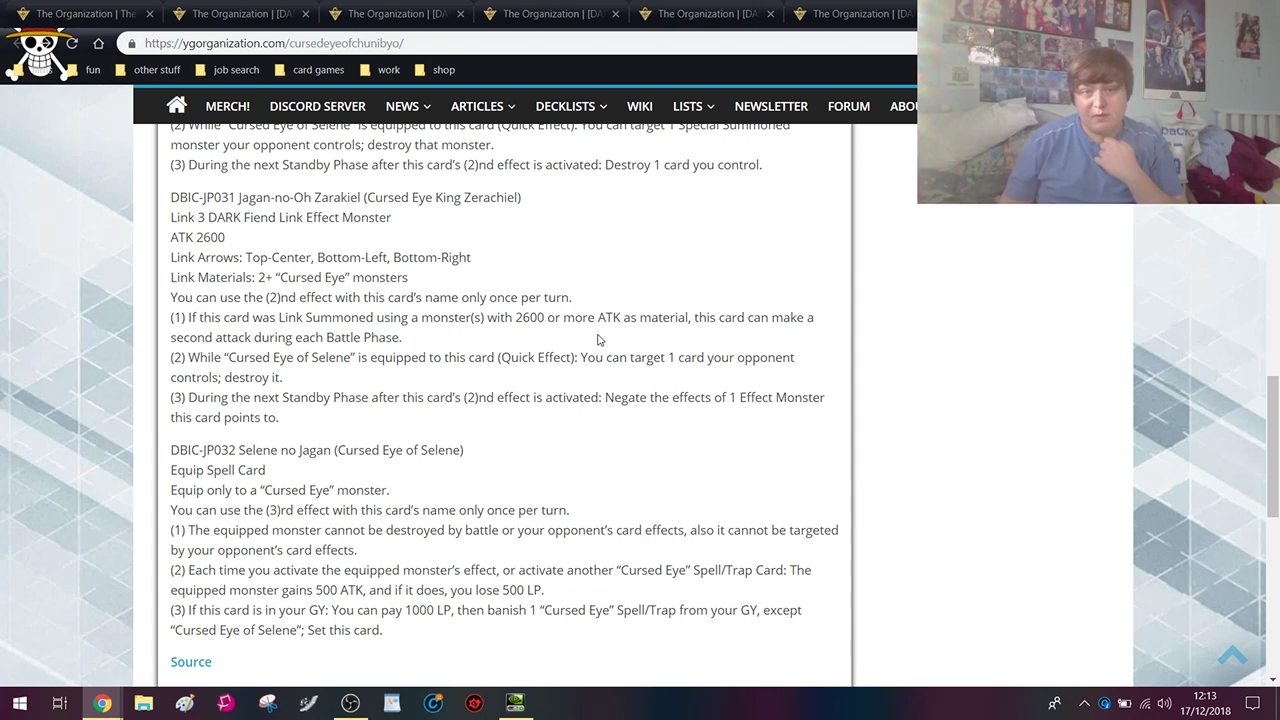 The Organization | The
The Organization | [DA
The Organization | [DA
The Organization | [DA
The Organization | [DA
The Organization | [DA
https://ygorganization.com/cursedeyeofchunibyo/
fun
other stuff
job search
card games
work
shop
MERCH!
DISCORD SERVER
NEWS
ARTICLES
DECKLISTS
WIKI
LISTS
NEWSLETTER
FORUM
ABOU
(2) While “Cursed Eye of Selene” is equipped to this card (Quick Effect): You can target 1 Special Summoned
monster your opponent controls; destroy that monster.
(3) During the next Standby Phase after this card’s (2)nd effect is activated: Destroy 1 card you control.
DBIC-JP031 Jagan-no-Oh Zarakiel (Cursed Eye King Zerachiel)
Link 3 DARK Fiend Link Effect Monster
ATK 2600
Link Arrows: Top-Center, Bottom-Left, Bottom-Right
Link Materials: 2+ “Cursed Eye” monsters
You can use the (2)nd effect with this card’s name only once per turn.
(1) If this card was Link Summoned using a monster(s) with 2600 or more ATK as material, this card can make a
second attack during each Battle Phase.
(2) While “Cursed Eye of Selene” is equipped to this card (Quick Effect): You can target 1 card your opponent
controls; destroy it.
(3) During the next Standby Phase after this card’s (2)nd effect is activated: Negate the effects of 1 Effect Monster
this card points to.
DBIC-JP032 Selene no Jagan (Cursed Eye of Selene)
Equip Spell Card
Equip only to a “Cursed Eye” monster.
You can use the (3)rd effect with this card’s name only once per turn.
(1) The equipped monster cannot be destroyed by battle or your opponent’s card effects, also it cannot be targeted
by your opponent’s card effects.
(2) Each time you activate the equipped monster’s effect, or activate another “Cursed Eye” Spell/Trap Card: The
equipped monster gains 500 ATK, and if it does, you lose 500 LP.
(3) If this card is in your GY: You can pay 1000 LP, then banish 1 “Cursed Eye” Spell/Trap from your GY, except
“Cursed Eye of Selene”; Set this card.
Source
12:13
17/12/2018